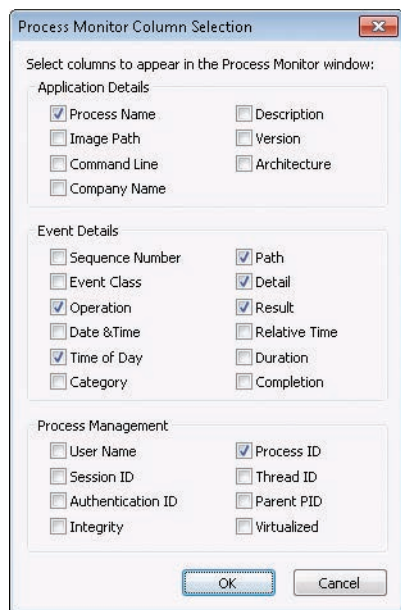 Process Monitor Column Selection
Select columns to appear in the Process Monitor window:
Application Details
Process Name
Description
Image Path
Version
Command Line
Architecture
Company Name
Event Details
Sequence Number
Path
Event Class
Detail
Operation
Result
Date &Time
Relative Time
Time of Day
Duration
Category
Completion
Process Management
User Name
Process ID
Session ID
Thread ID
Authentication ID
Parent PID
Integrity
Virtualized
OK
Cancel